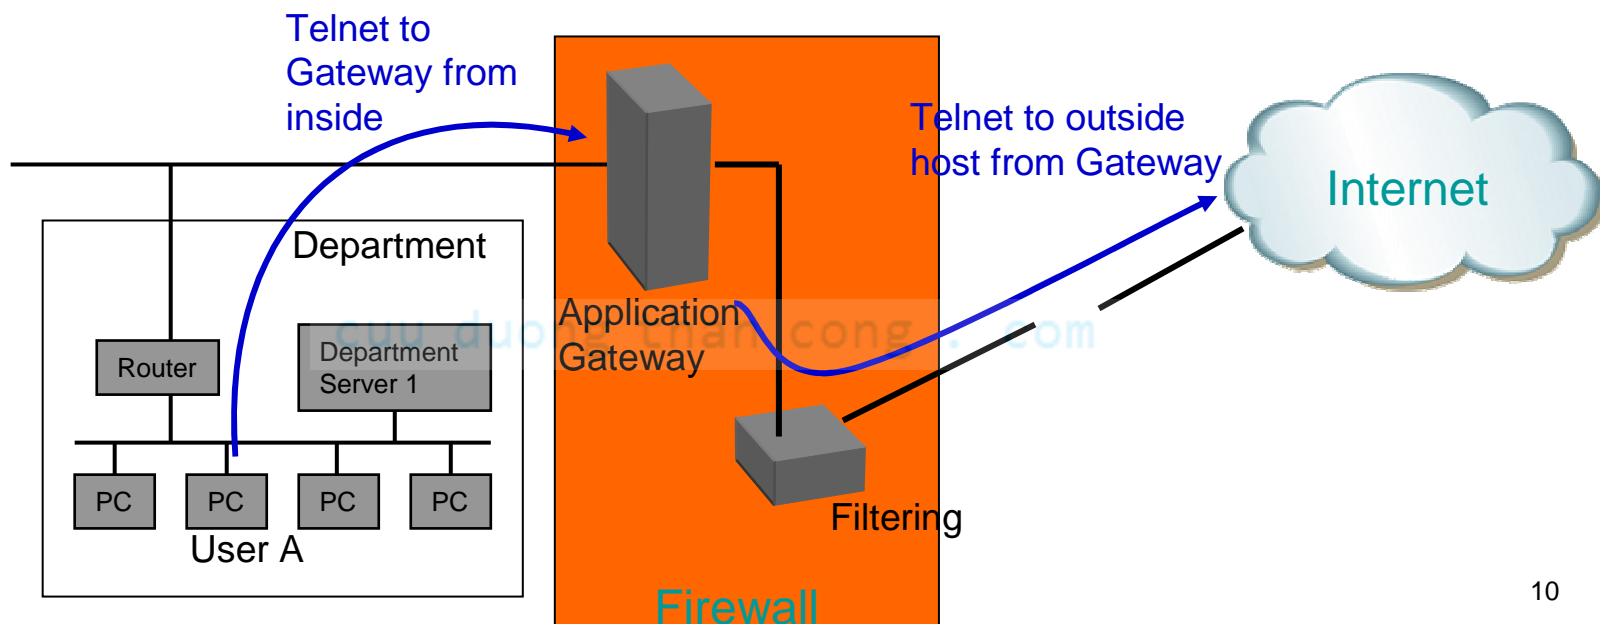 Telnet to
Gateway from
inside
Telnet to outside
host from Gateway
Internet
Department
Application
Gateway
cuu duong than cong . com
Router
Department
Server 1
PC
PC
PC
PC
User A
Filtering
Firewall
10